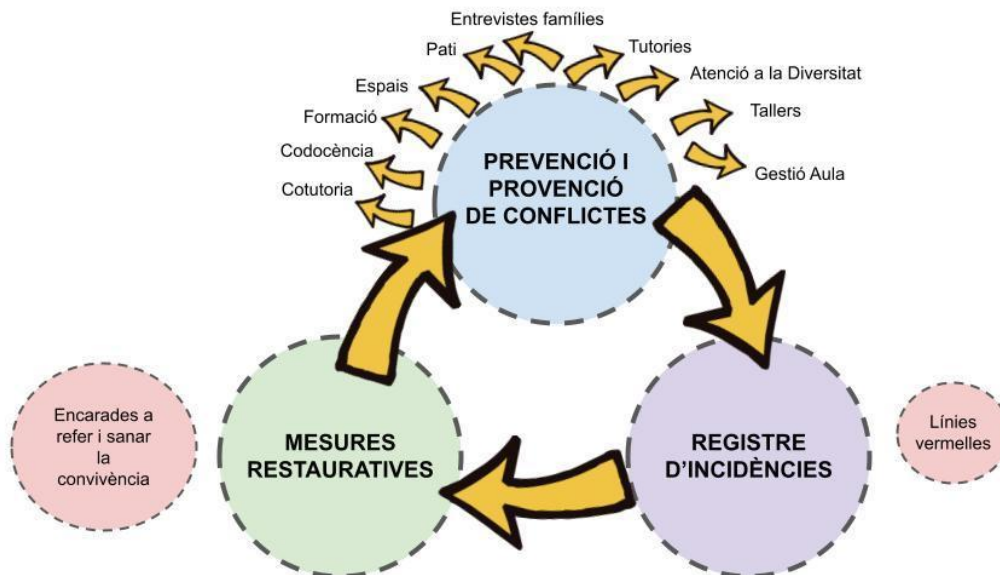 Entrevistes famílies
Pati
Tutories
Espais
Atenció a la Diversitat
Formació
Tallers
Codocència
Gestió Aula
Cotutoria
PREVENCIÓ I
PROVENCIÓ
DE CONFLICTES
Encarades a
refer i sanar
la
convivència
MESURES
RESTAURATIVES
REGISTRE
D'INCIDÈNCIES
Línies
vermelles